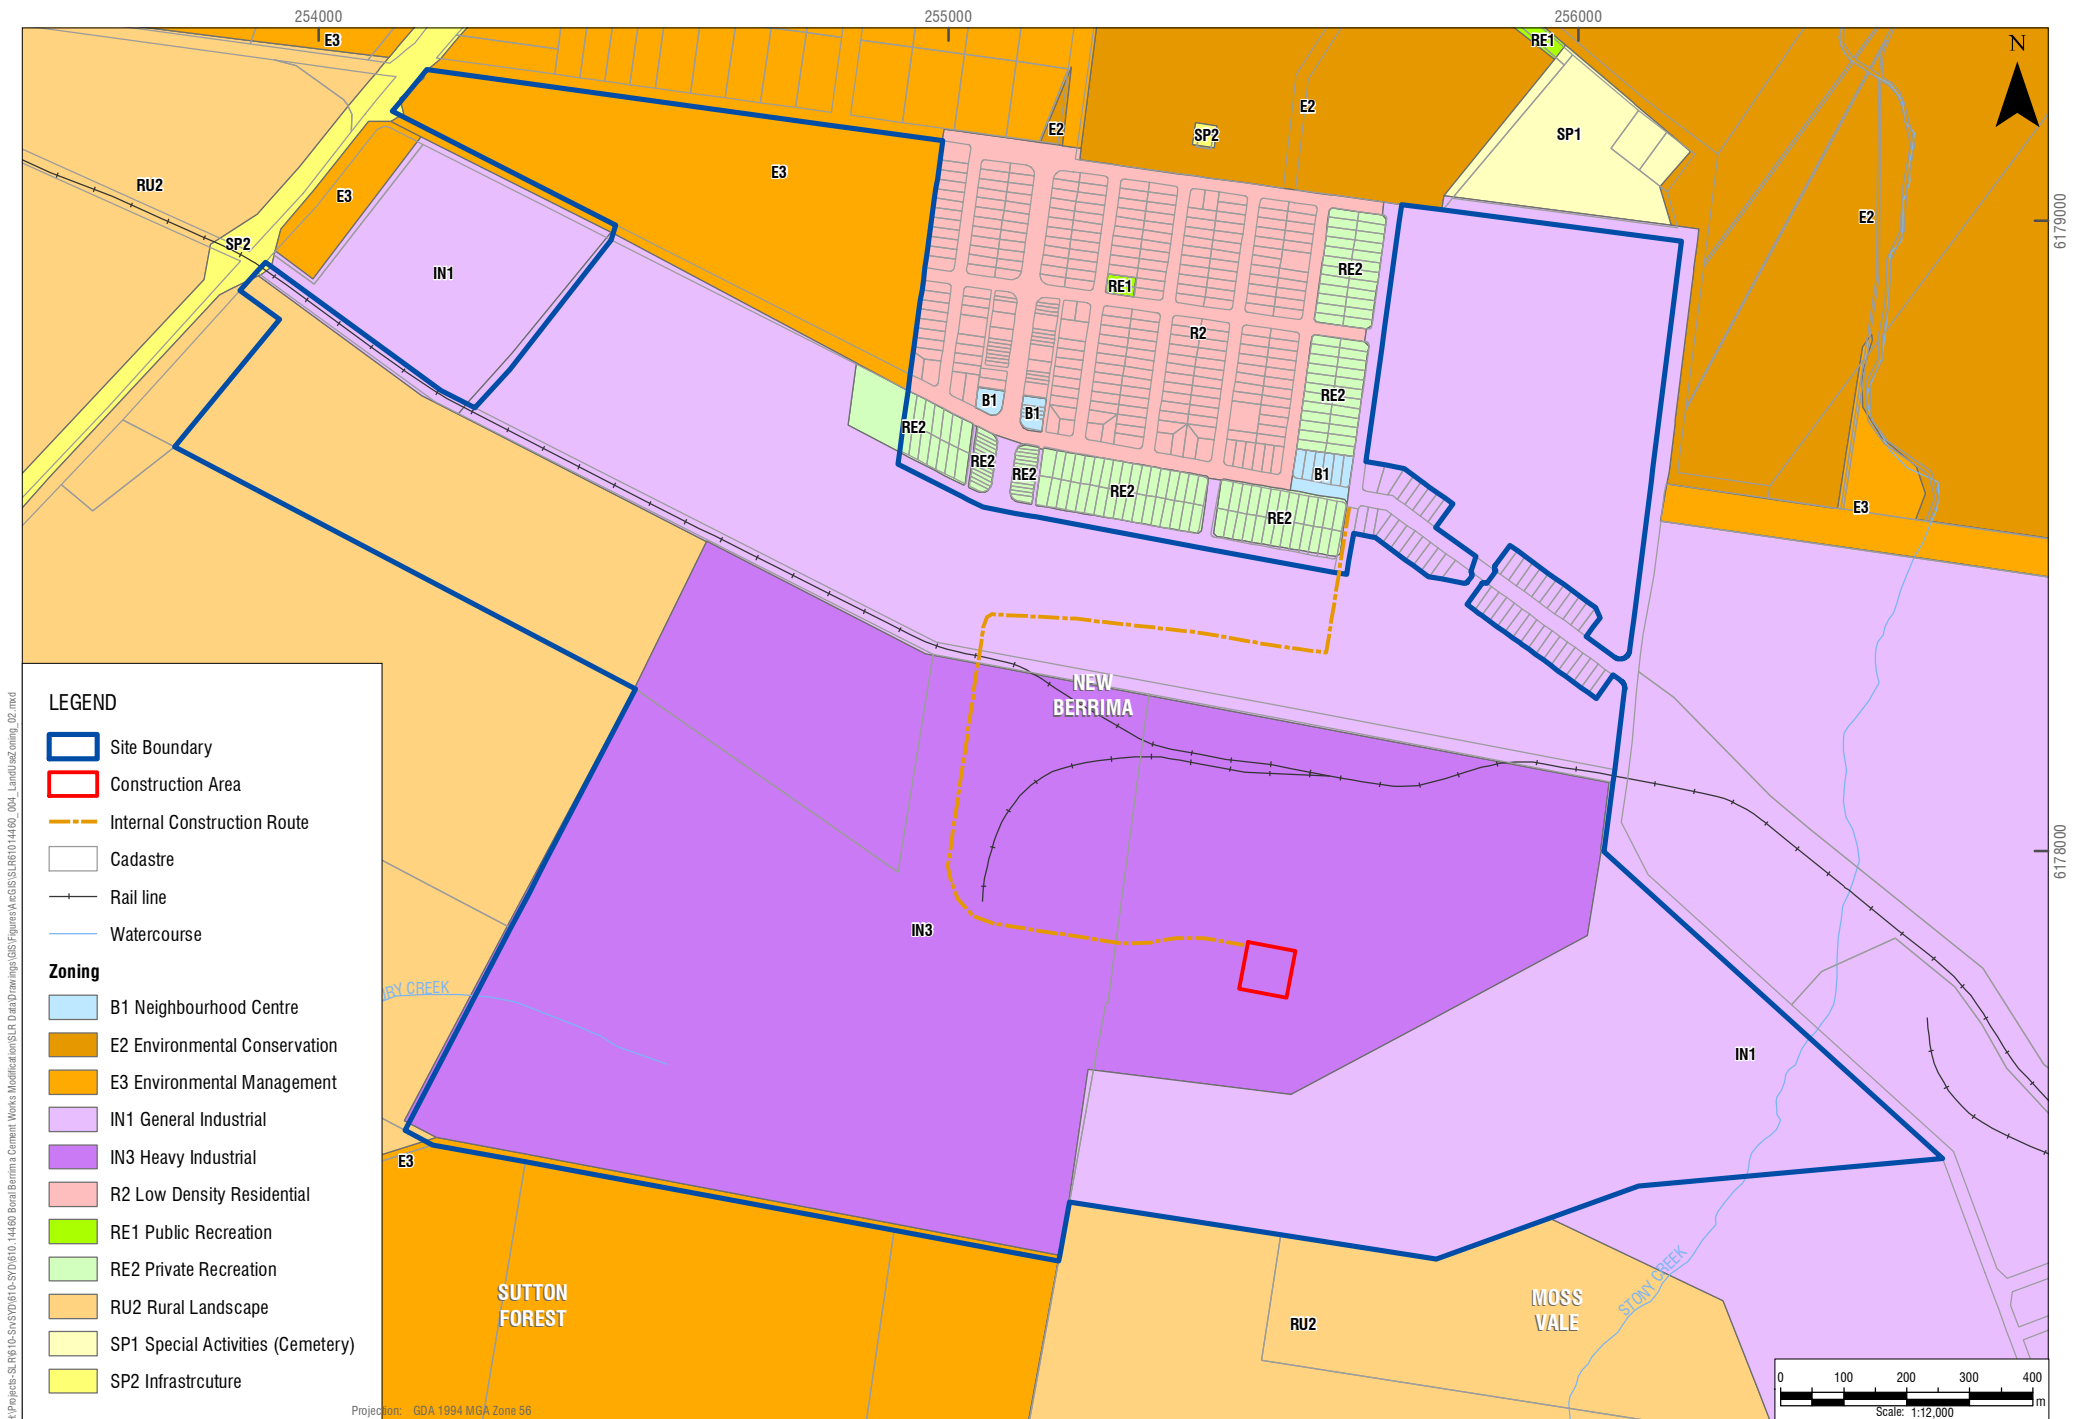 254000
255000
256000
N
E3
RE1
E2
E2
SP2
SP1
E3
RU2
E3
SP2
IN1
E2
6179000
RE2
RE1
R2
RE2
B1
B1
RE2
RE2
RE2
RE2
B1
RE2
E3
NEW
BERRIMA
6178000
IN3
IN1
RY CREEK
E3
SUTTON
FOREST
RU2
MOSS
VALE
STONY CREEK
LEGEND
Site Boundary
Construction Area
Internal Construction Route
Cadastre
Rail line
Watercourse
Zoning
B1 Neighbourhood Centre
E2 Environmental Conservation
E3 Environmental Management
IN1 General Industrial
IN3 Heavy Industrial
R2 Low Density Residential
RE1 Public Recreation
RE2 Private Recreation
RU2 Rural Landscape
SP1 Special Activities (Cemetery)
SP2 Infrastrcuture
Projection: GDA 1994 MGA Zone 56
0 100 200 300 400
m
Scale: 1:12,000